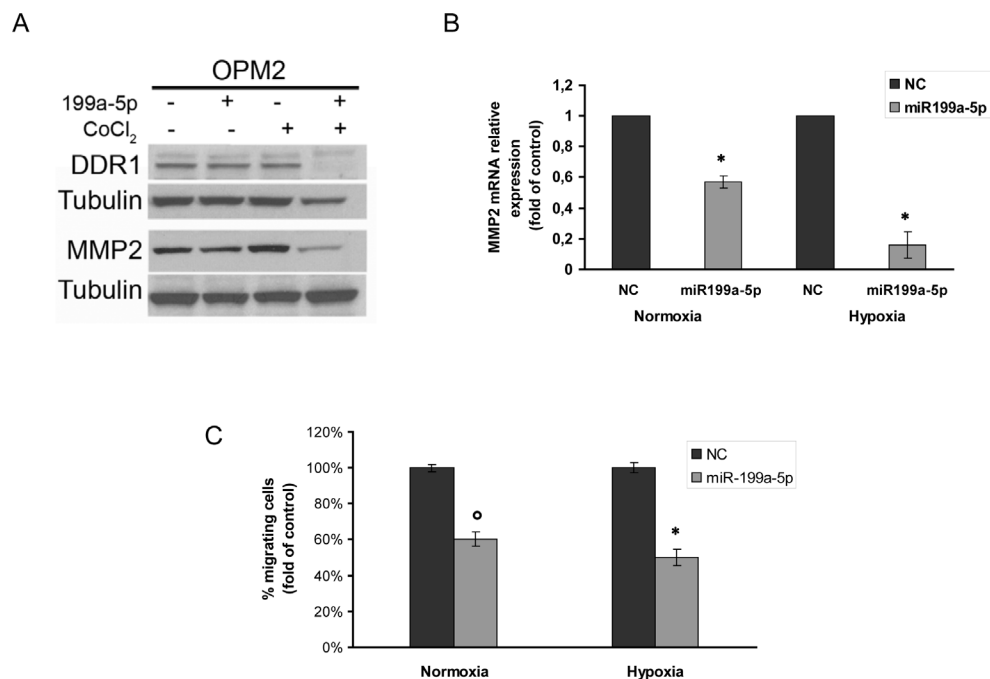 A
OPM2
199a-5p - + - +
CoCl2 - - + +
DDR1
Tubulin
MMP2
Tubulin
B
MMP2 mRNA relative
expression
(fold of control)
1,2
1
0,8
0,6
0,4
0,2
0
NC
miR199a-5p
*
*
NC miR199a-5p NC miR199a-5p
Normoxia Hypoxia
C
% migrating cells
(fold of control)
120%
100%
80%
60%
40%
20%
0%
NC
miR-199a-5p
*
Normoxia Hypoxia